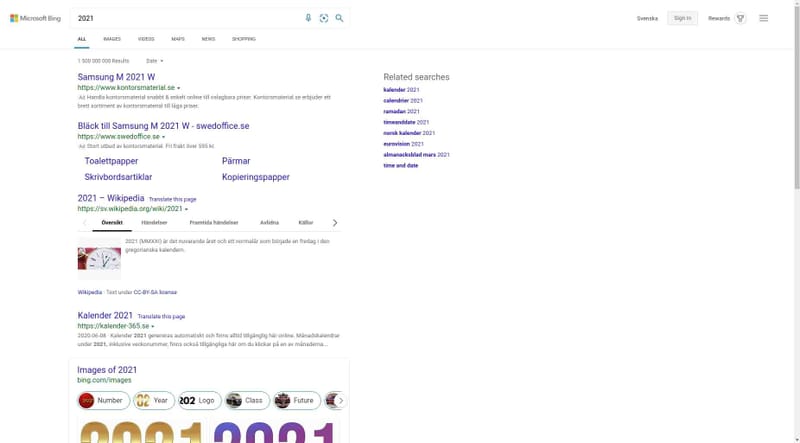 Microsoft Bing
2021
Svenska
Sign in
Rewards
ALL
IMAGES
VIDEOS
MAPS
NEWS
SHOPPING
1 500 000 000 Results
Date
Samsung M 2021 W
https://www.kontorsmaterial.se
Ad Handla kontorsmaterial snabbt & enkelt online till oslagbara priser. Kontorsmaterial.se erbjuder ett
brett sortiment av kontorsmaterial till låga priser.
Bläck till Samsung M 2021 W - swedoffice.se
https://www.swedoffice.se
Ad Stort utbud av kontorsmaterial. Fri frakt över 595 kr.
Toalettpapper
Pärmar
Skrivbordsartiklar
Kopieringspapper
2021 – Wikipedia Translate this page
https://sv.wikipedia.org/wiki/2021
Översikt
Händelser
Framtida händelser
Avlidna
Källor
2021 (MMXXI) är det nuvarande året och ett normalår som började en fredag i den
gregorianska kalendern.
Wikipedia · Text under CC-BY-SA license
Kalender 2021 Translate this page
https://kalender-365.se
2020-06-08 · Kalender 2021 genereras automatiskt och finns alltid tillgänglig här online. Månadskalendrar
under 2021, inklusive veckonummer, finns också tillgängliga här om du klickar på en av månaderna...
Images of 2021
bing.com/images
Number
Year
Logo
Class
Future
2021
2021
Related searches
kalender 2021
calendrier 2021
ramadan 2021
timeanddate 2021
norsk kalender 2021
eurovision 2021
almanacksblad mars 2021
time and date